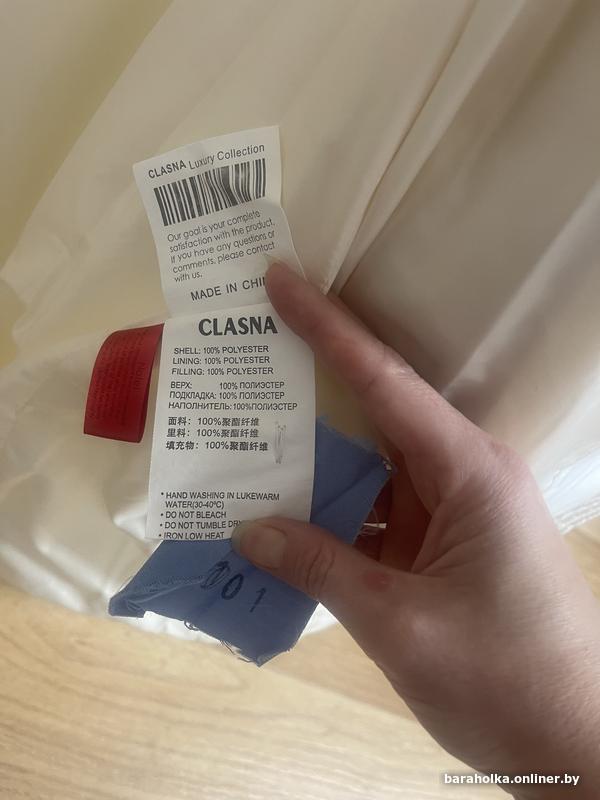 CLASNA Luxury Collection
Our goal is your complete
satisfaction with the product.
If you have any questions or
comments, please contact
with us.
MADE IN CHI
CLASNA
SHELL: 100% POLYESTER
LINING: 100% POLYESTER
FILLING: 100% POLYESTER
ВЕРХ: 100% ПОЛИЭСТЕР
ПОДКЛАДКА: 100% ПОЛИЭСТЕР
НАПОЛНИТЕЛЬ:100%ПОЛИЭСТЕР
面料：100%聚酯纤维
里料：100%聚酯纤维
填充物：100%聚酯纤维
* HAND WASHING IN LUKEWARM
WATER(30-40ºC)
• DO NOT BLEACH
• DO NOT TUMBLE DR
• IRON LOW HEAT
001
baraholka.onliner.by